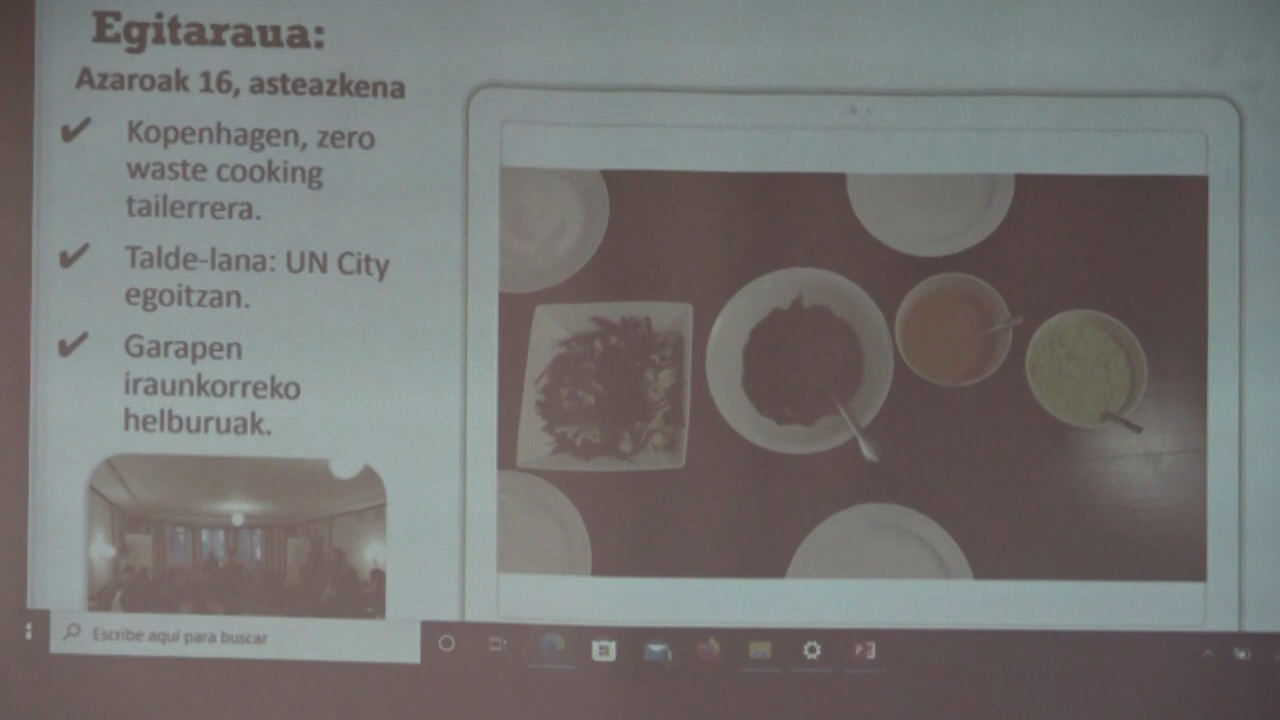 Egitaraua:
Azaroak 16, asteazkena
Kopenhagen, zero
waste cooking
tailerrera.
Talde-lana: UN City
egoitzan.
Garapen
iraunkorreko
helburuak.
Escribe aquí para buscar